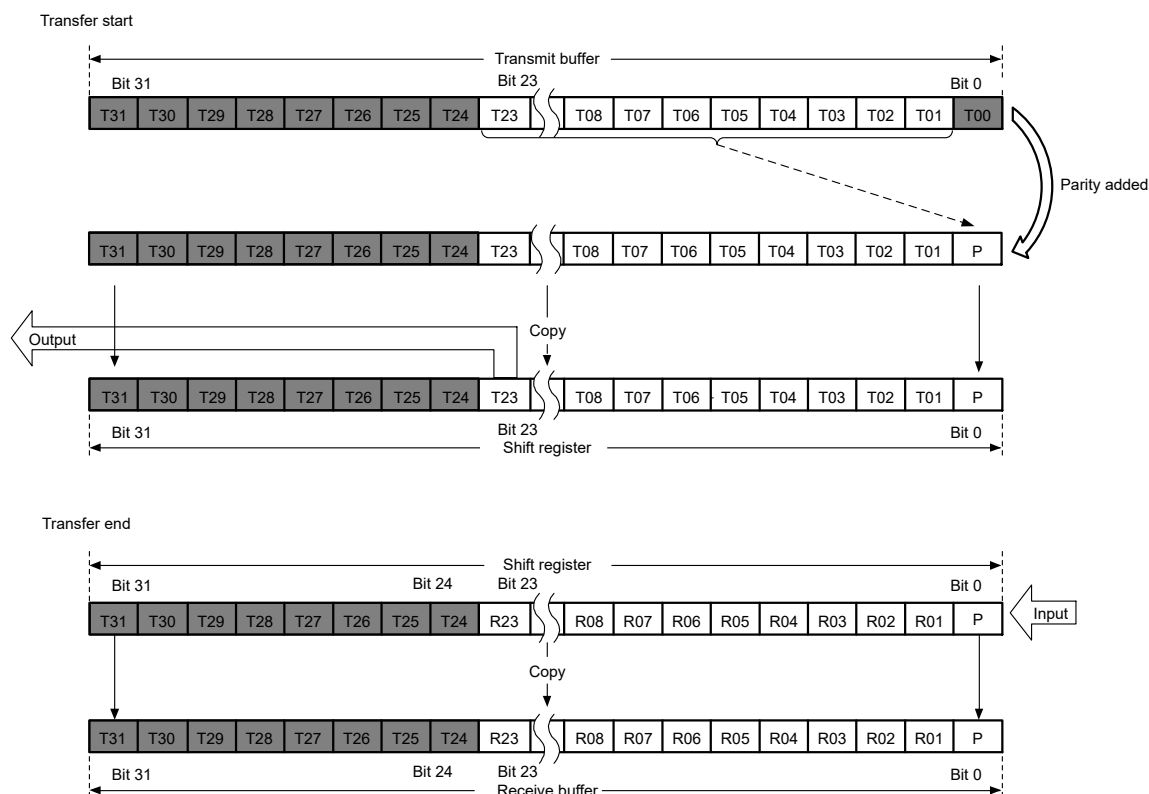 Transfer start
Transmit buffer
Bit 31 Bit 23 Bit 0
T31 T30 T29 T28 T27 T26 T25 T24 T23 T08 T07 T06 T05 T04 T03 T02 T01 T00
Parity added
T31 T30 T29 T28 T27 T26 T25 T24 T23 T08 T07 T06 T05 T04 T03 T02 T01 P
Copy
Output
T31 T30 T29 T28 T27 T26 T25 T24 T23 T08 T07 T06 T05 T04 T03 T02 T01 P
Bit 31 Bit 23 Bit 0
Shift register
Transfer end
Shift register
Bit 31 Bit 24 Bit 23 Bit 0
T31 T30 T29 T28 T27 T26 T25 T24 R23 R08 R07 R06 R05 R04 R03 R02 R01 P
Input
Copy
T31 T30 T29 T28 T27 T26 T25 T24 R23 R08 R07 R06 R05 R04 R03 R02 R01 P
Bit 31 Bit 24 Bit 23 Bit 0
Receive buffer